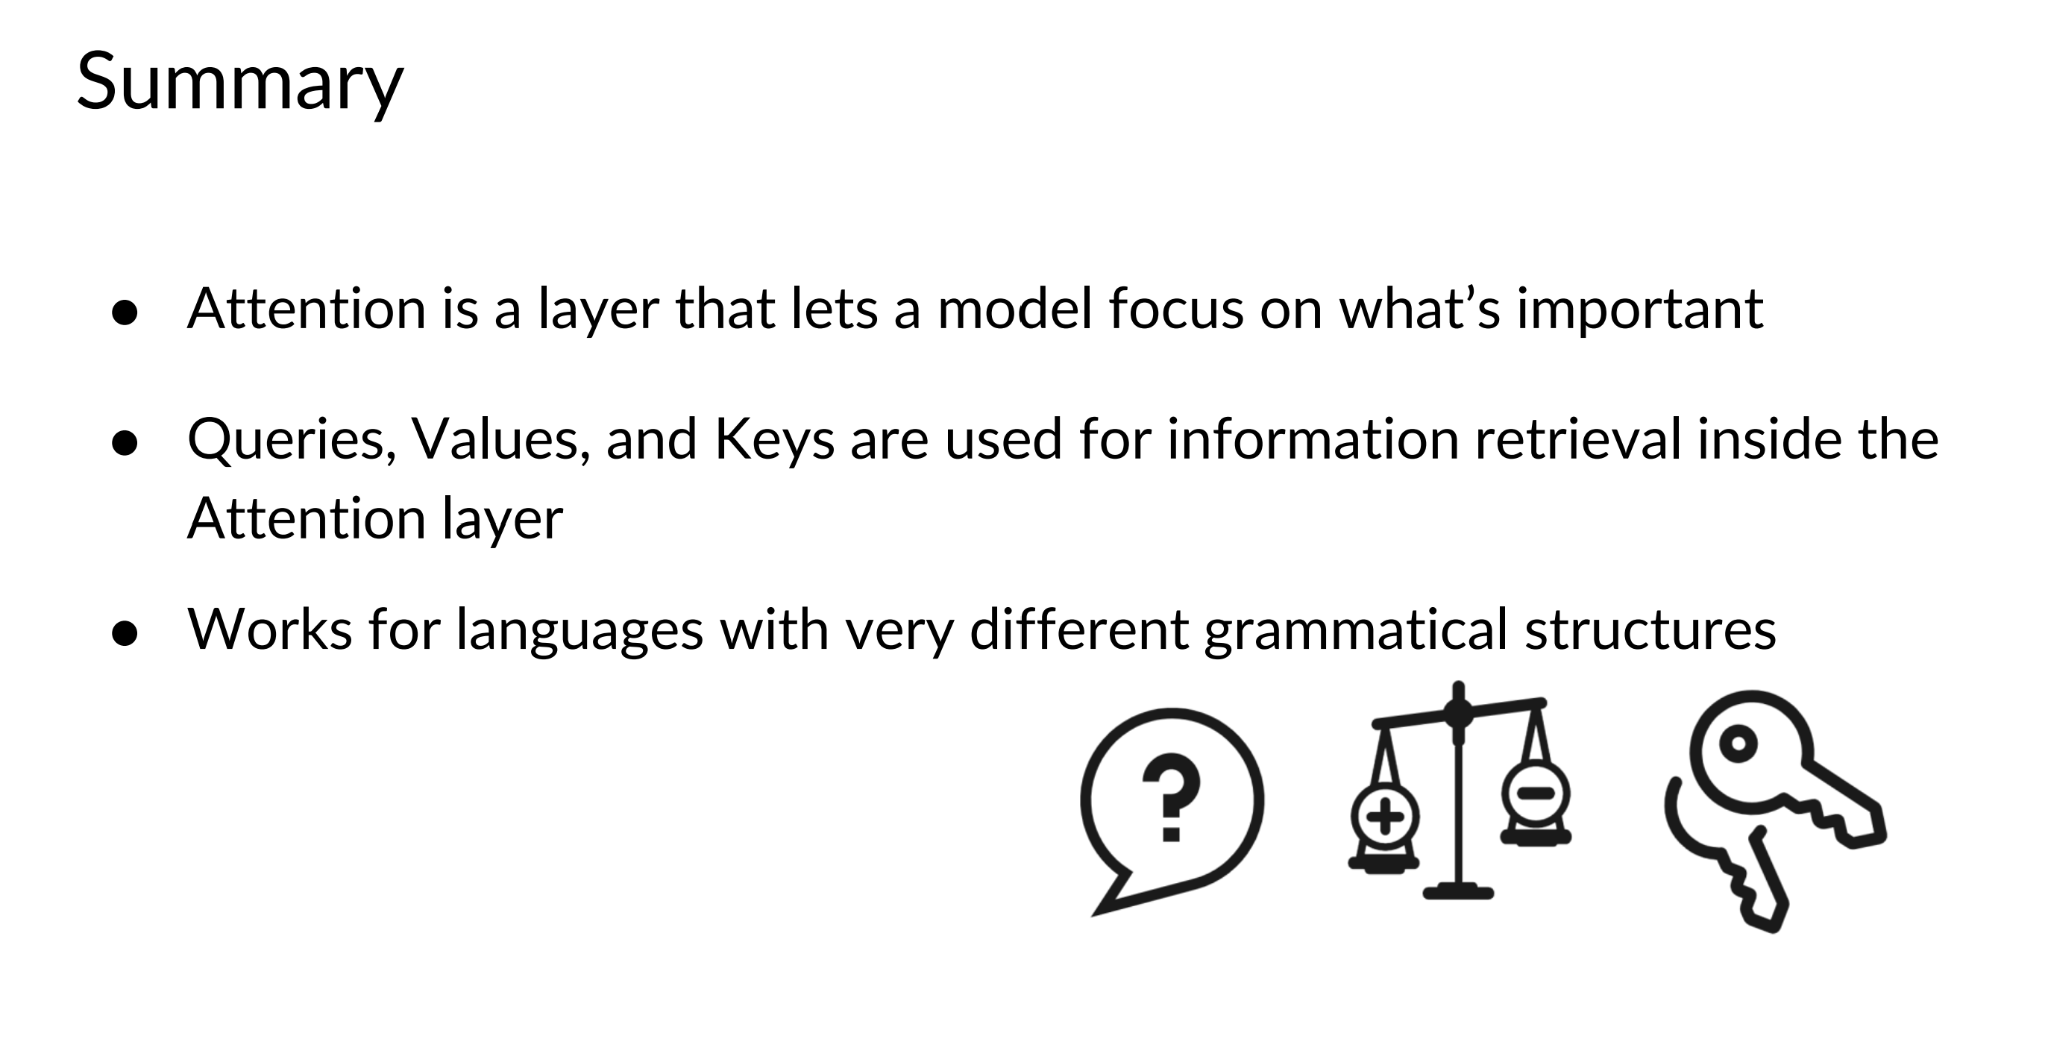 Summary
● Attention is a layer that lets a model focus on what’s important
● Queries, Values, and Keys are used for information retrieval inside the
Attention layer
● Works for languages with very different grammatical structures
?